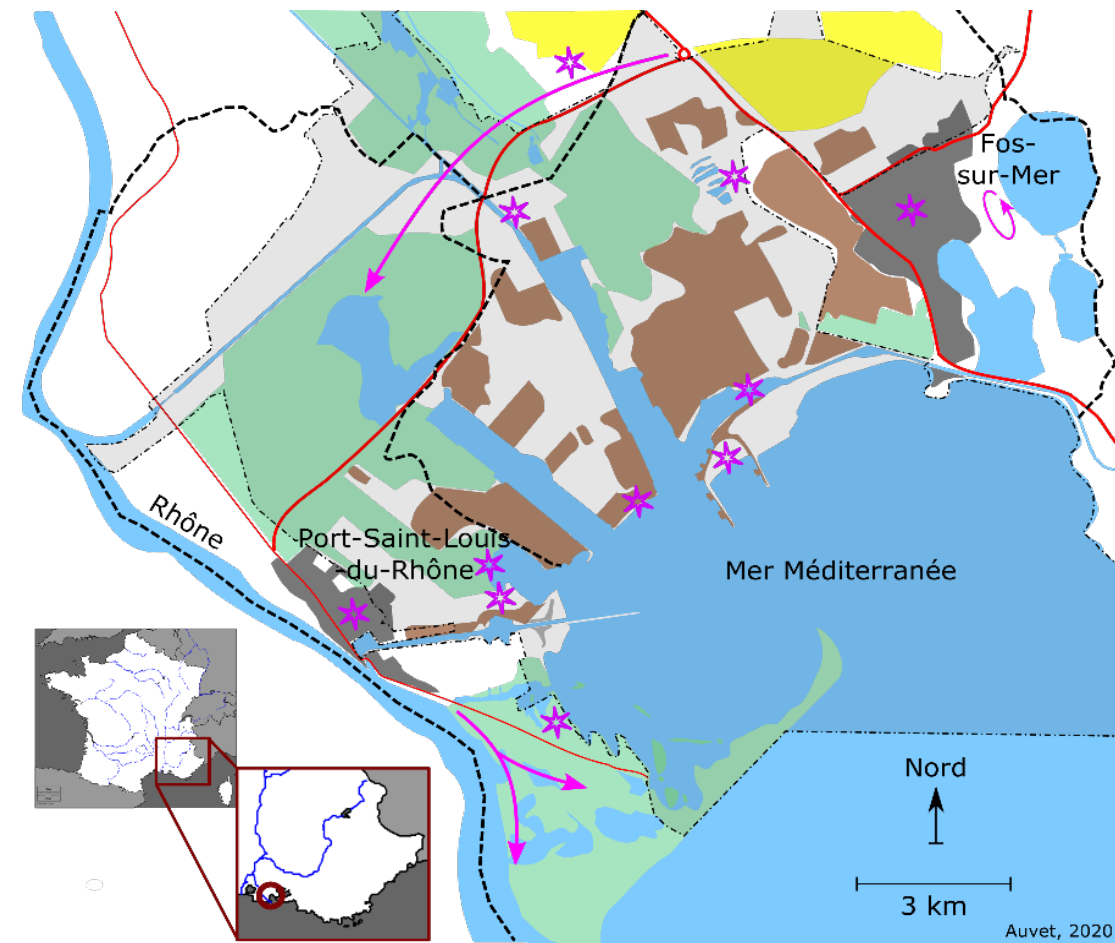 Fos-
sur-Mer
Rhône
Port-Saint-Louis
-du-Rhône
Mer Méditerranée
Nord
3 km
Auvet, 2020